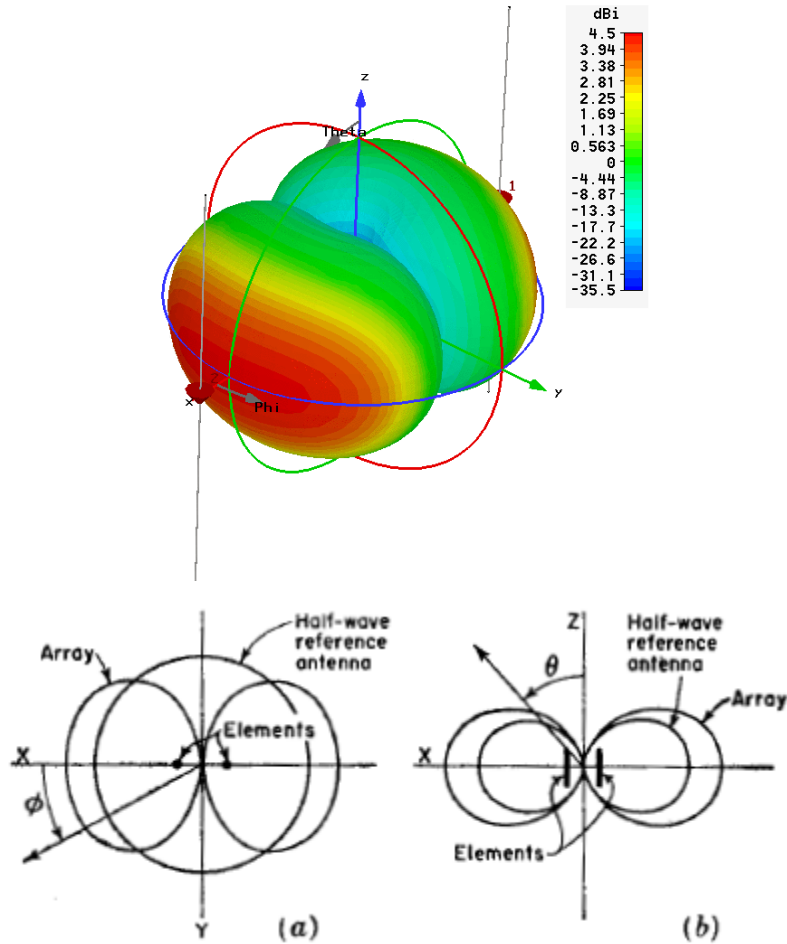 dBi
4.5
3.94
3.38
2.81
2.25
1.69
1.13
0.563
0
-4.44
-8.87
-13.3
-17.7
-22.2
-26.6
-31.1
-35.5
z
Theta
1
x
Phi
y
Half-wave
reference
antenna
Array
Elements
X
ϕ
Y
(a)
Z
Half-wave
reference
antenna
θ
Array
X
Elements
(b)